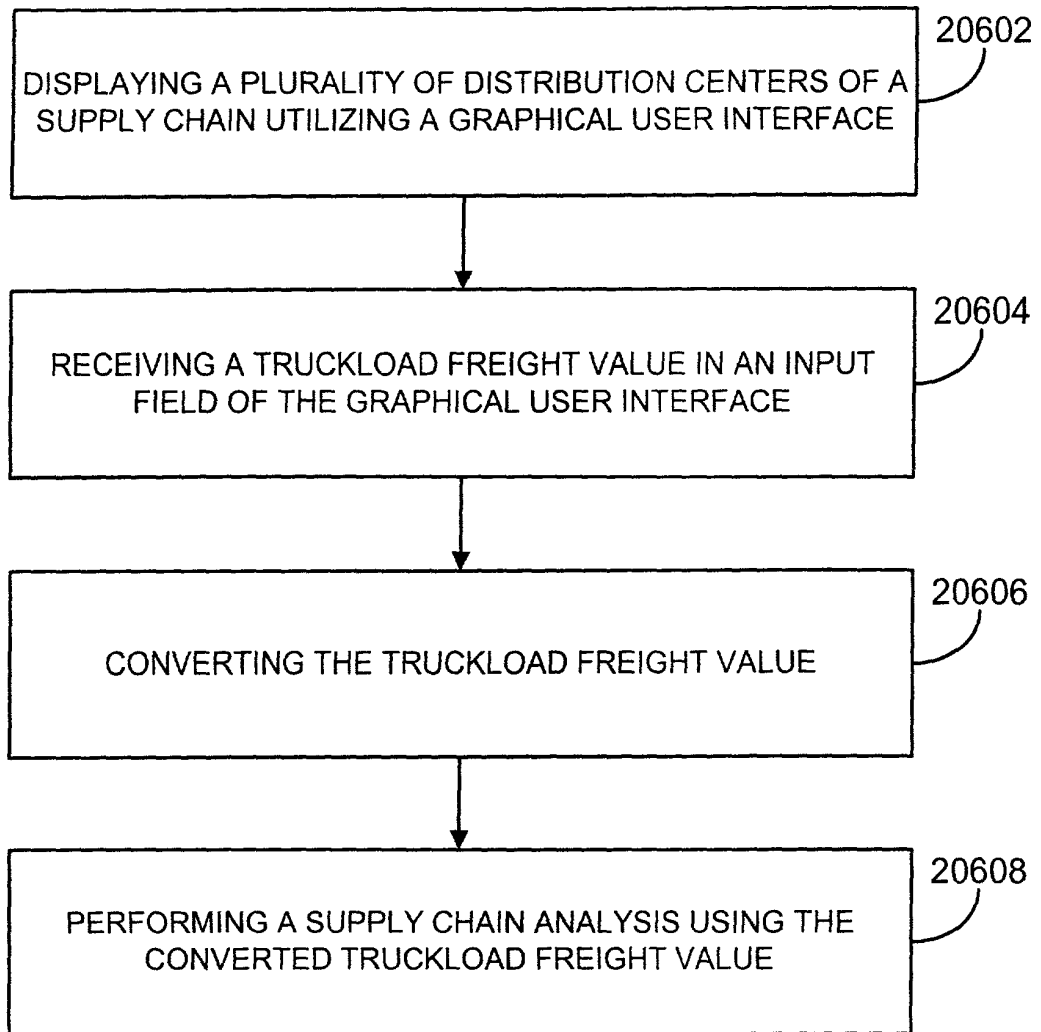 20602
DISPLAYING A PLURALITY OF DISTRIBUTION CENTERS OF A
SUPPLY CHAIN UTILIZING A GRAPHICAL USER INTERFACE
20604
RECEIVING A TRUCKLOAD FREIGHT VALUE IN AN INPUT
FIELD OF THE GRAPHICAL USER INTERFACE
20606
CONVERTING THE TRUCKLOAD FREIGHT VALUE
20608
PERFORMING A SUPPLY CHAIN ANALYSIS USING THE
CONVERTED TRUCKLOAD FREIGHT VALUE